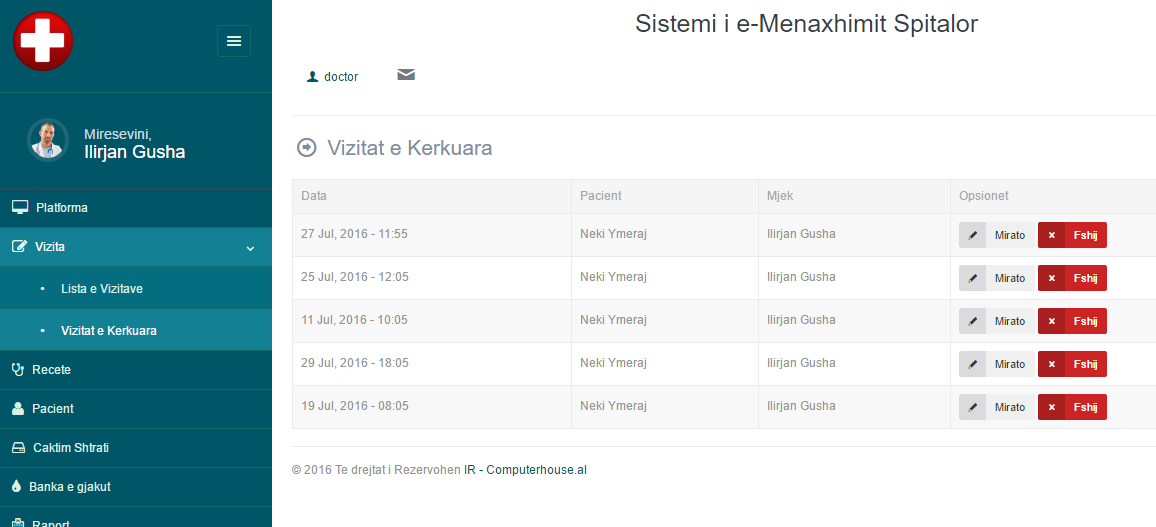 Sistemi i e-Menaxhimit Spitalor
doctor
Miresevini,
Ilirjan Gusha
Platforma
Vizita
Lista e Vizitave
Vizitat e Kerkuara
Recete
Pacient
Caktim Shtrati
Banka e gjakut
Raport
Vizitat e Kerkuara
Data Pacient Mjek Opsionet
27 Jul, 2016 - 11:55 Neki Ymeraj Ilirjan Gusha Mirato Fshij
25 Jul, 2016 - 12:05 Neki Ymeraj Ilirjan Gusha Mirato Fshij
11 Jul, 2016 - 10:05 Neki Ymeraj Ilirjan Gusha Mirato Fshij
29 Jul, 2016 - 18:05 Neki Ymeraj Ilirjan Gusha Mirato Fshij
19 Jul, 2016 - 08:05 Neki Ymeraj Ilirjan Gusha Mirato Fshij
© 2016 Te drejtat i Rezervohen IR - Computerhouse.al